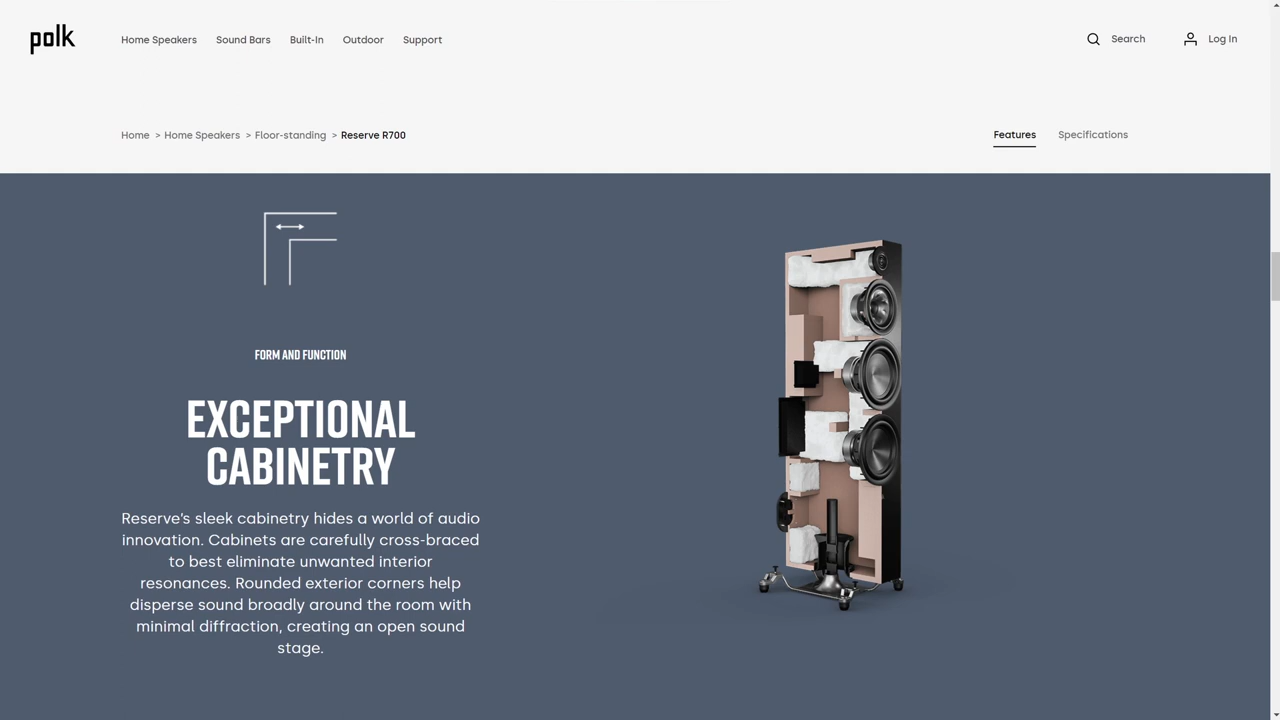 polk
Home Speakers Sound Bars Built-In Outdoor Support
Search
Log In
Home > Home Speakers > Floor-standing > Reserve R700
Features Specifications
FORM AND FUNCTION
EXCEPTIONAL
CABINETRY
Reserve's sleek cabinetry hides a world of audio
innovation. Cabinets are carefully cross-braced
to best eliminate unwanted interior
resonances. Rounded exterior corners help
disperse sound broadly around the room with
minimal diffraction, creating an open sound
stage.